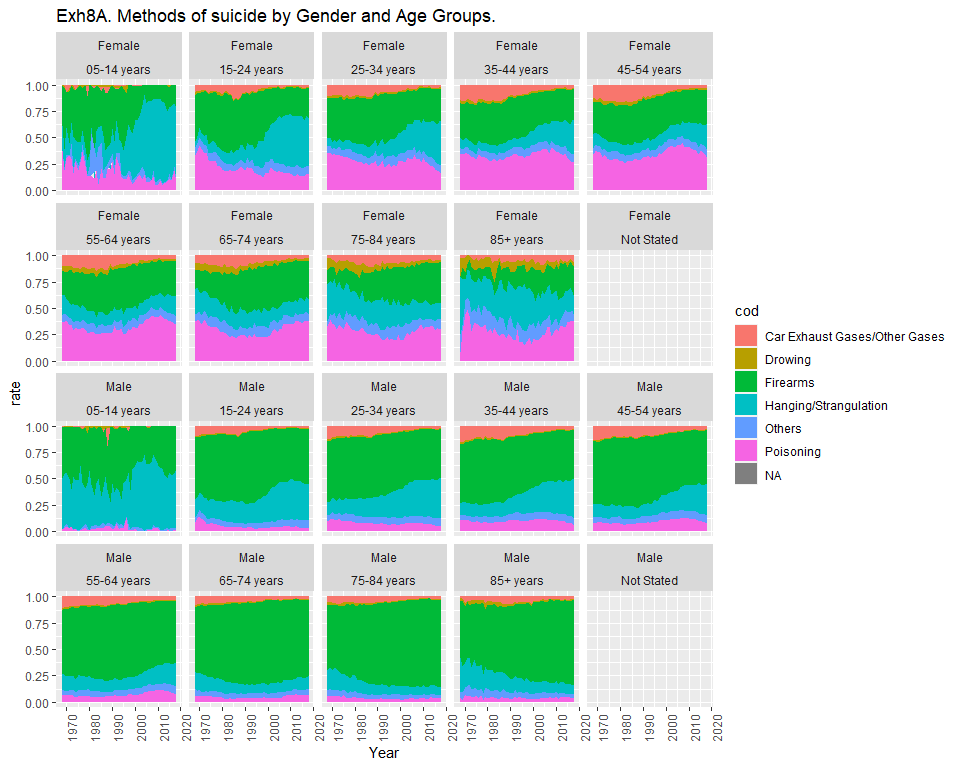 Exh8A. Methods of suicide by Gender and Age Groups.
Female Female Female Female Female
05-14 years 15-24 years 25-34 years 35-44 years 45-54 years
1.00
0.75
0.50
0.25
0.00
Female Female Female Female Female
55-64 years 65-74 years 75-84 years 85+ years Not Stated
1.00
0.75
0.50
0.25
0.00
Male Male Male Male Male
05-14 years 15-24 years 25-34 years 35-44 years 45-54 years
1.00
0.75
0.50
0.25
0.00
Male Male Male Male Male
55-64 years 65-74 years 75-84 years 85+ years Not Stated
1.00
0.75
0.50
0.25
0.00
1970 1980 1990 2000 2010 2020 1970 1980 1990 2000 2010 2020 1970 1980 1990 2000 2010 2020 1970 1980 1990 2000 2010 2020 1970 1980 1990 2000 2010 2020
Year
rate
cod
Car Exhaust Gases/Other Gases
Drowing
Firearms
Hanging/Strangulation
Others
Poisoning
NA